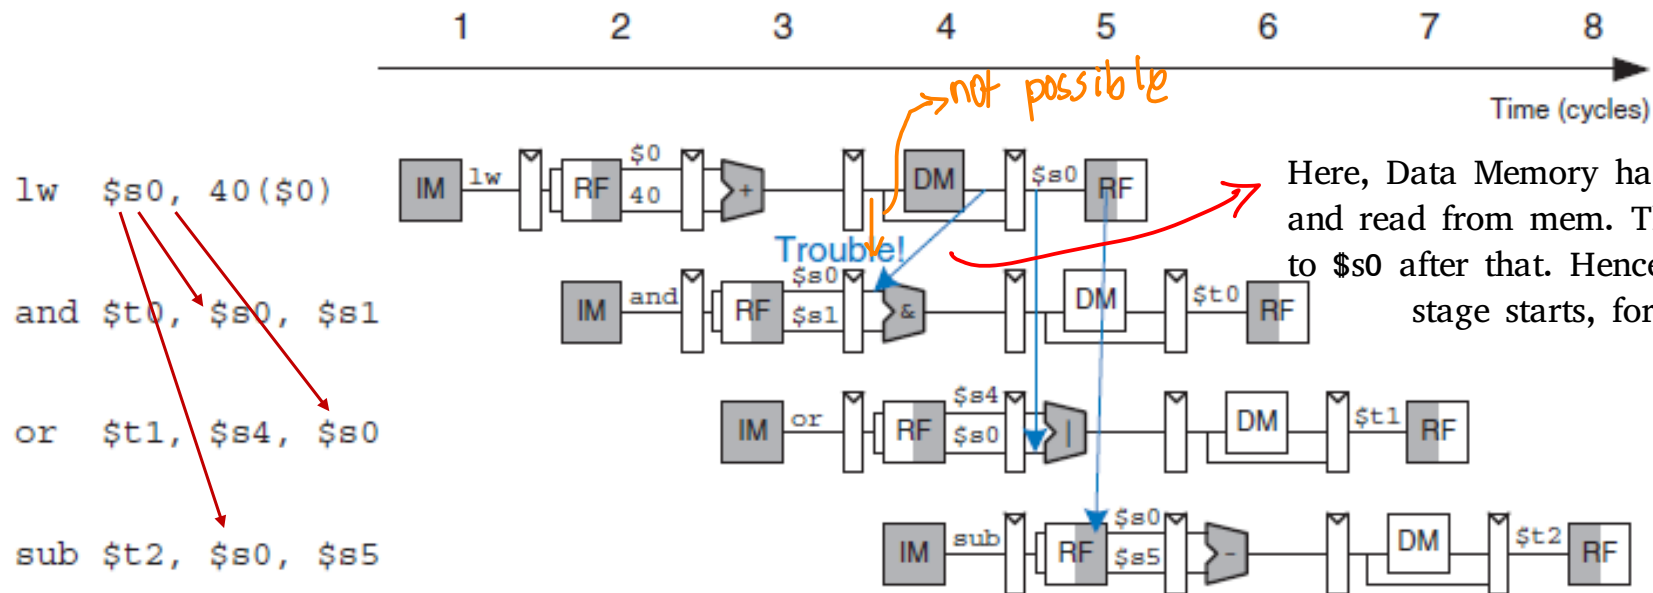 1 2 3 4 5 6 7 8
not possible
Time (cycles)
lw $s0, 40($0)
IM lw RF $0 40 + DM $s0 RF
Here, Data Memory ha
and read from mem. T
to $s0 after that. Hence
stage starts, for
Trouble!
and $t0, $s0, $s1
IM and RF $s0 $s1 & DM $t0 RF
or $t1, $s4, $s0
IM or RF $s4 $s0 | DM $t1 RF
sub $t2, $s0, $s5
IM sub RF $s0 $s5 - DM $t2 RF